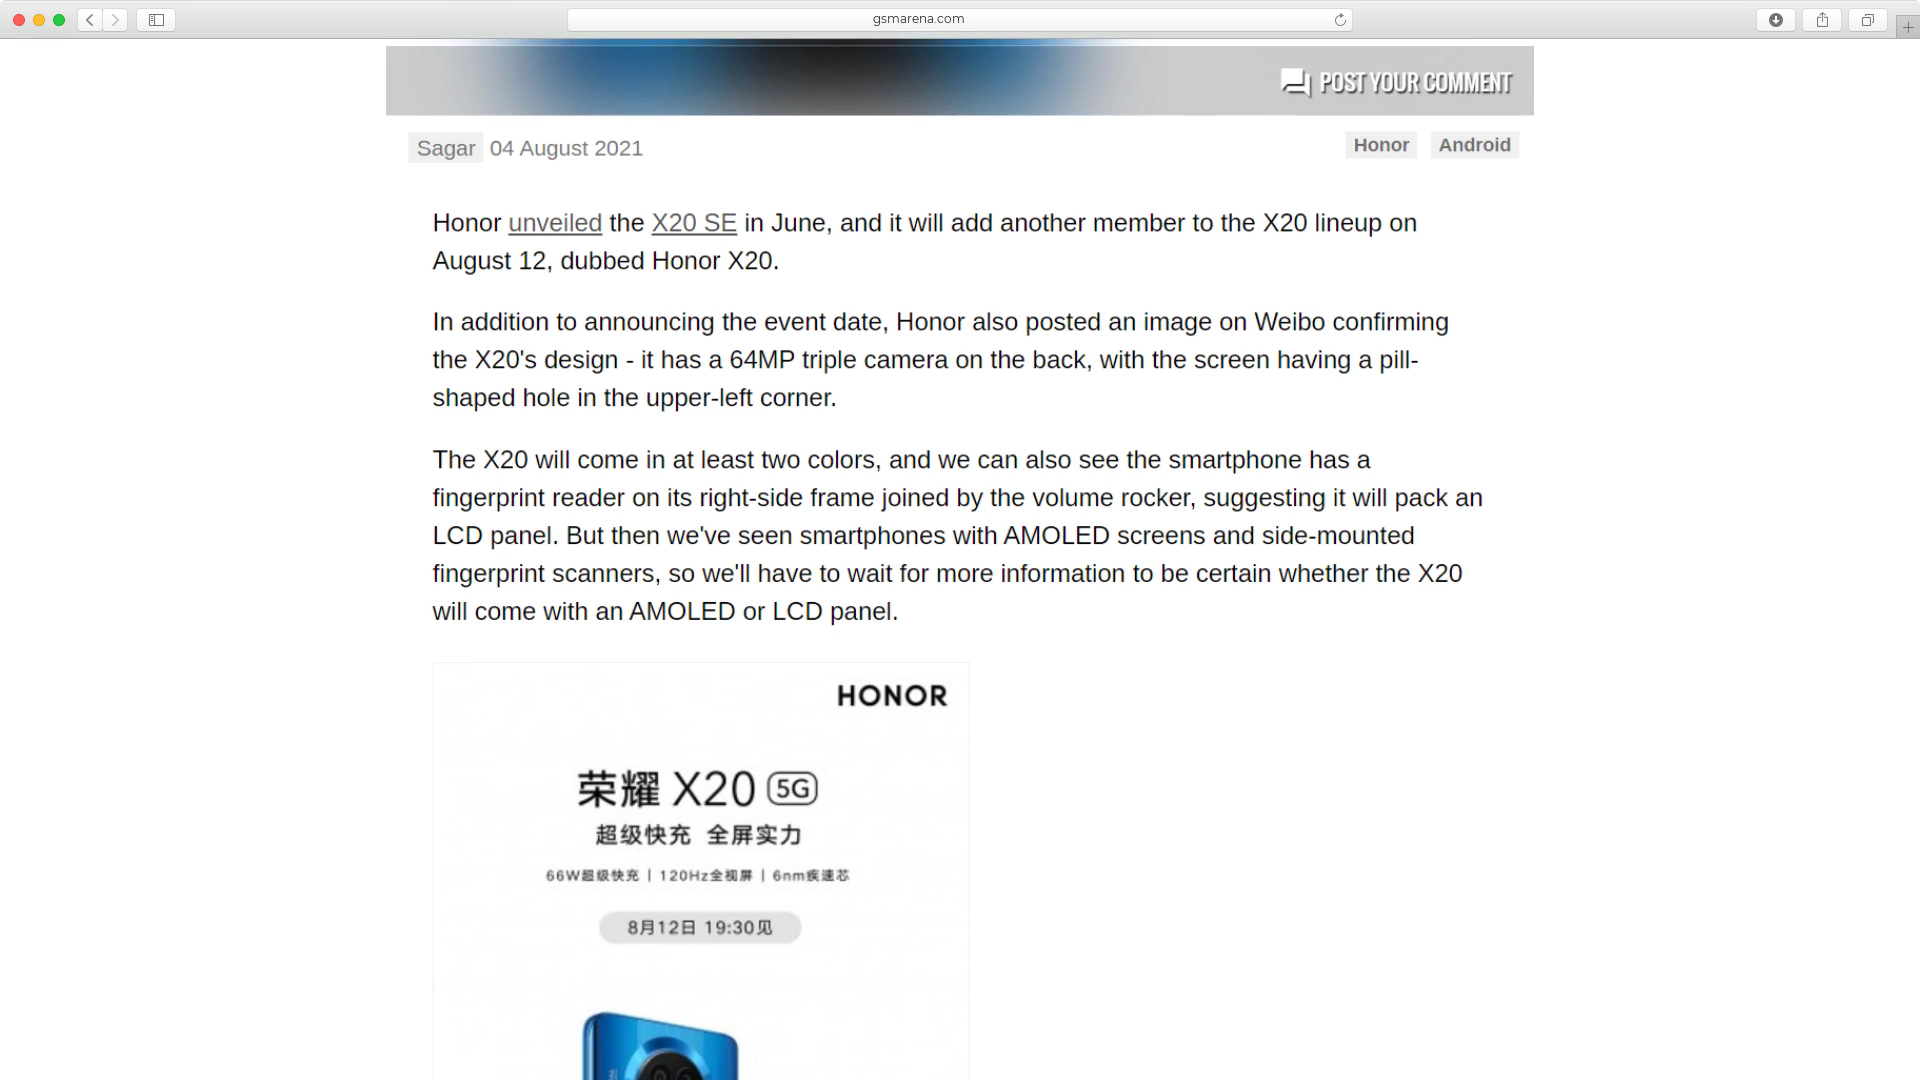 gsmarena.com
POST YOUR COMMENT
Sagar 04 August 2021
Honor Android
Honor unveiled the X20 SE in June, and it will add another member to the X20 lineup on
August 12, dubbed Honor X20.
In addition to announcing the event date, Honor also posted an image on Weibo confirming
the X20's design - it has a 64MP triple camera on the back, with the screen having a pill-
shaped hole in the upper-left corner.
The X20 will come in at least two colors, and we can also see the smartphone has a
fingerprint reader on its right-side frame joined by the volume rocker, suggesting it will pack an
LCD panel. But then we've seen smartphones with AMOLED screens and side-mounted
fingerprint scanners, so we'll have to wait for more information to be certain whether the X20
will come with an AMOLED or LCD panel.
HONOR
荣耀 X20 5G
超级快充 全屏实力
66W超级快充 | 120Hz全视屏 | 6nm疾速芯
8月12日 19:30见